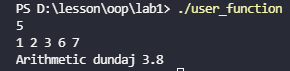 PS D:\lesson\oop\lab1> ./user_function
5
1 2 3 6 7
Arithmetic dundaj 3.8